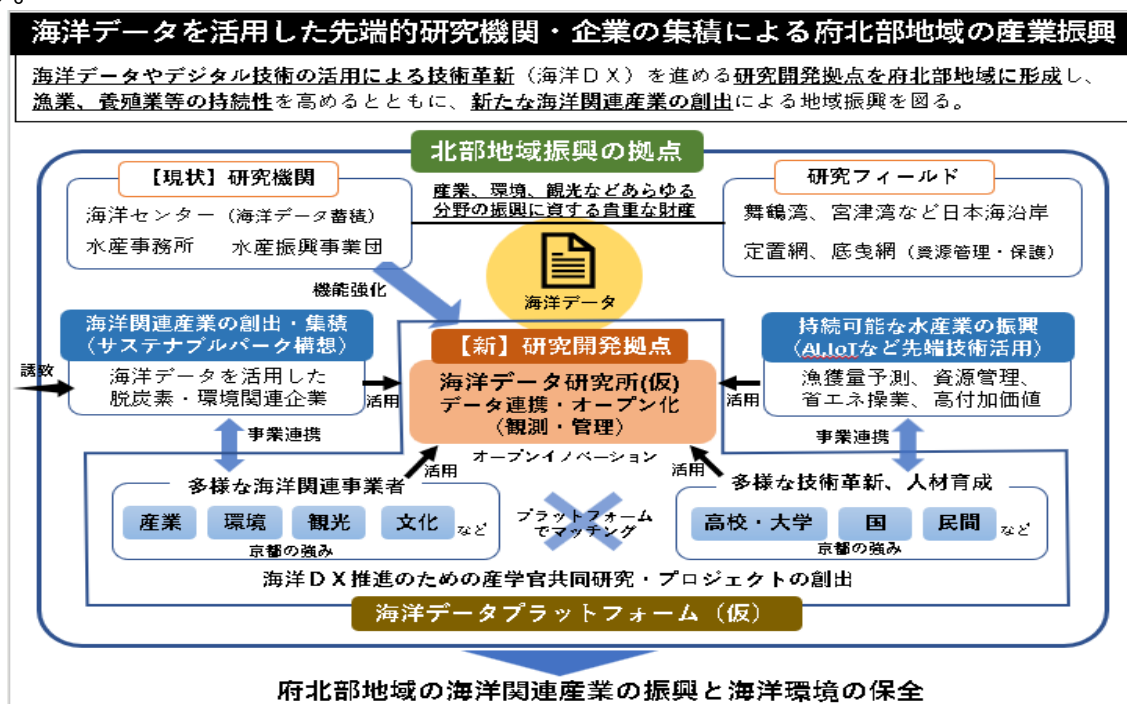 海洋データを活用した先端的研究機関・企業の集積による府北部地域の産業振興
海洋データやデジタル技術の活用による技術革新（海洋ＤＸ）を進める研究開発拠点を府北部地域に形成し、
漁業、養殖業等の持続性を高めるとともに、新たな海洋関連産業の創出による地域振興を図る。
北部地域振興の拠点
【現状】研究機関
海洋センター（海洋データ蓄積）
水産事務所　水産振興事業団
産業、環境、観光などあらゆる
分野の振興に資する貴重な財産
研究フィールド
舞鶴湾、宮津湾など日本海沿岸
定置網、底曳網（資源管理・保護）
機能強化
海洋データ
誘致
海洋関連産業の創出・集積
（サステナブルパーク構想）
海洋データを活用した
脱炭素・環境関連企業
活用
【新】研究開発拠点
海洋データ研究所(仮)
データ連携・オープン化
（観測・管理）
活用
持続可能な水産業の振興
（AI,IoTなど先端技術活用）
漁獲量予測、資源管理、
省エネ操業、高付加価値
事業連携
オープンイノベーション
事業連携
活用
活用
多様な海洋関連事業者
産業　環境　観光　文化　など
京都の強み
プラットフォーム
でマッチング
多様な技術革新、人材育成
高校・大学　国　民間　など
京都の強み
海洋ＤＸ推進のための産学官共同研究・プロジェクトの創出
海洋データプラットフォーム（仮）
府北部地域の海洋関連産業の振興と海洋環境の保全